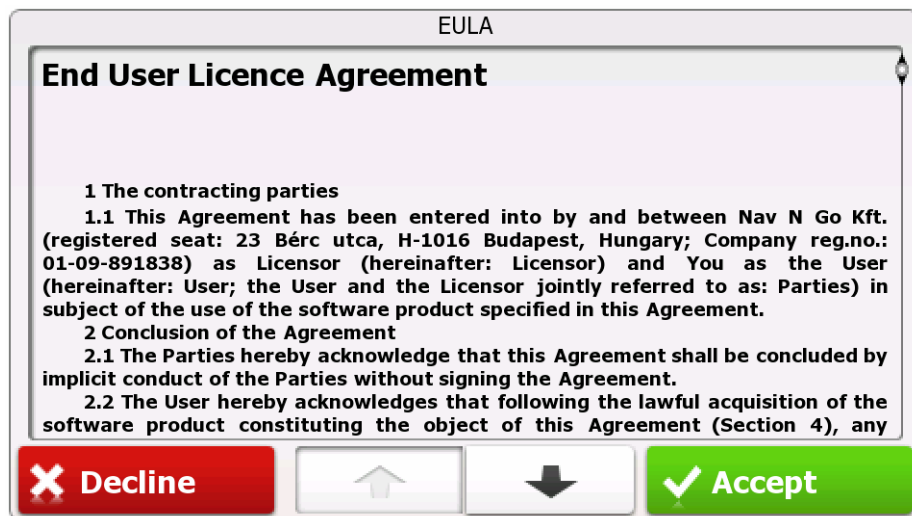 EULA
End User Licence Agreement
1 The contracting parties
1.1 This Agreement has been entered into by and between Nav N Go Kft.
(registered seat: 23 Bérc utca, H-1016 Budapest, Hungary; Company reg.no.:
01-09-891838) as Licensor (hereinafter: Licensor) and You as the User
(hereinafter: User; the User and the Licensor jointly referred to as: Parties) in
subject of the use of the software product specified in this Agreement.
2 Conclusion of the Agreement
2.1 The Parties hereby acknowledge that this Agreement shall be concluded by
implicit conduct of the Parties without signing the Agreement.
2.2 The User hereby acknowledges that following the lawful acquisition of the
software product constituting the object of this Agreement (Section 4), any
Decline
Accept